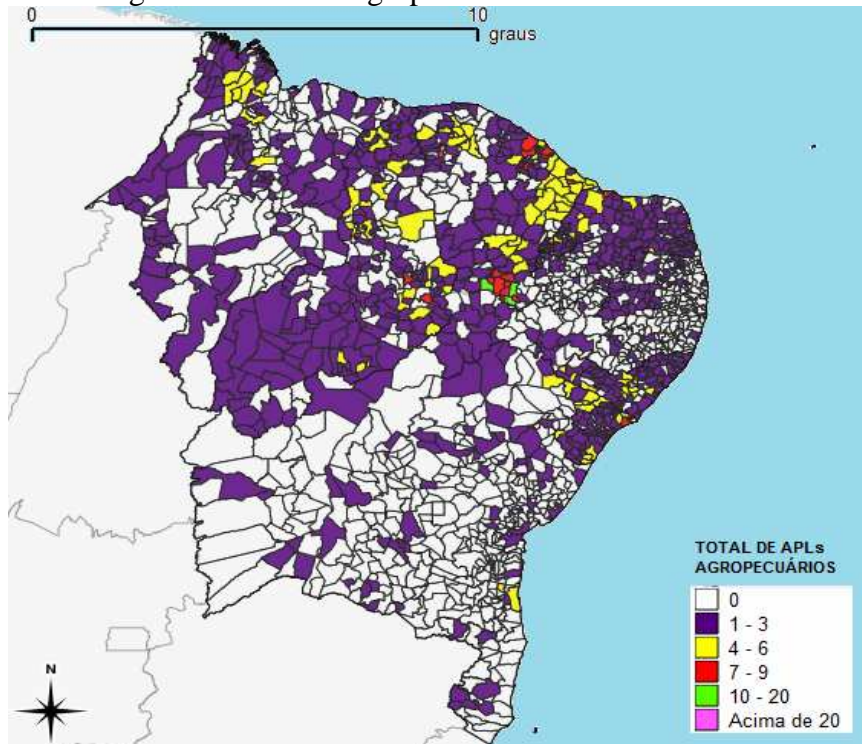 0 10
graus
N
TOTAL DE APLs
AGROPECUÁRIOS
0
1 - 3
4 - 6
7 - 9
10 - 20
Acima de 20